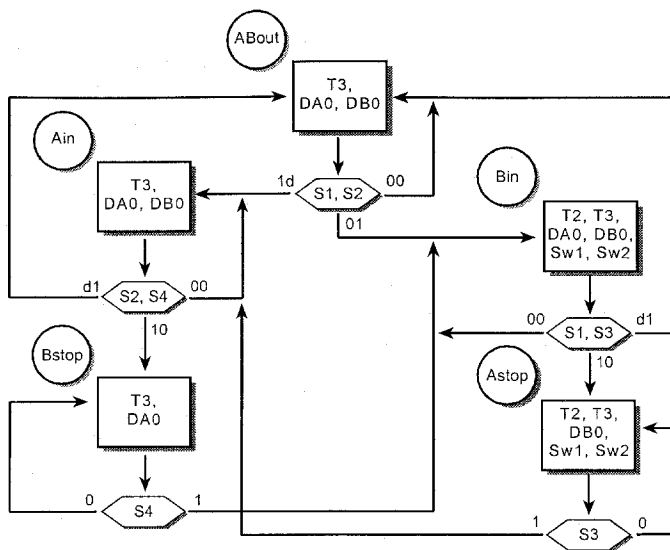 ABout
T3,
DA0, DB0
S1, S2
1d
00
01
Ain
T3,
DA0, DB0
S2, S4
d1
00
10
Bstop
T3,
DA0
S4
0
1
Bin
T2, T3,
DA0, DB0,
Sw1, Sw2
S1, S3
00
d1
10
Astop
T2, T3,
DB0,
Sw1, Sw2
S3
1
0